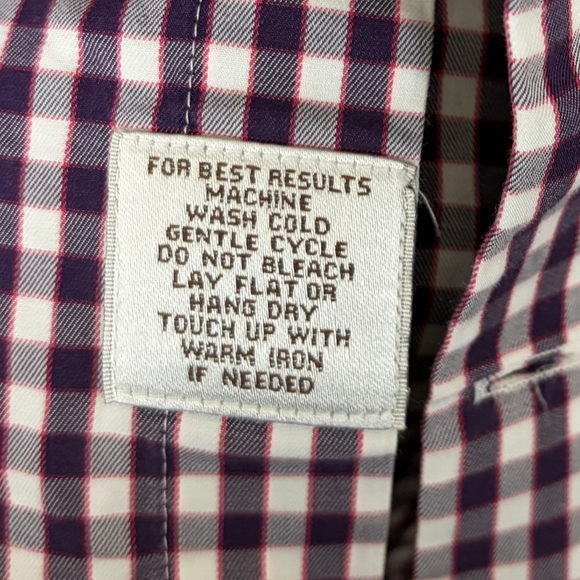 FOR BEST RESULTS
MACHINE
WASH COLD
GENTLE CYCLE
DO NOT BLEACH
LAY FLAT OR
HANG DRY
TOUCH UP WITH
WARM IRON
IF NEEDED